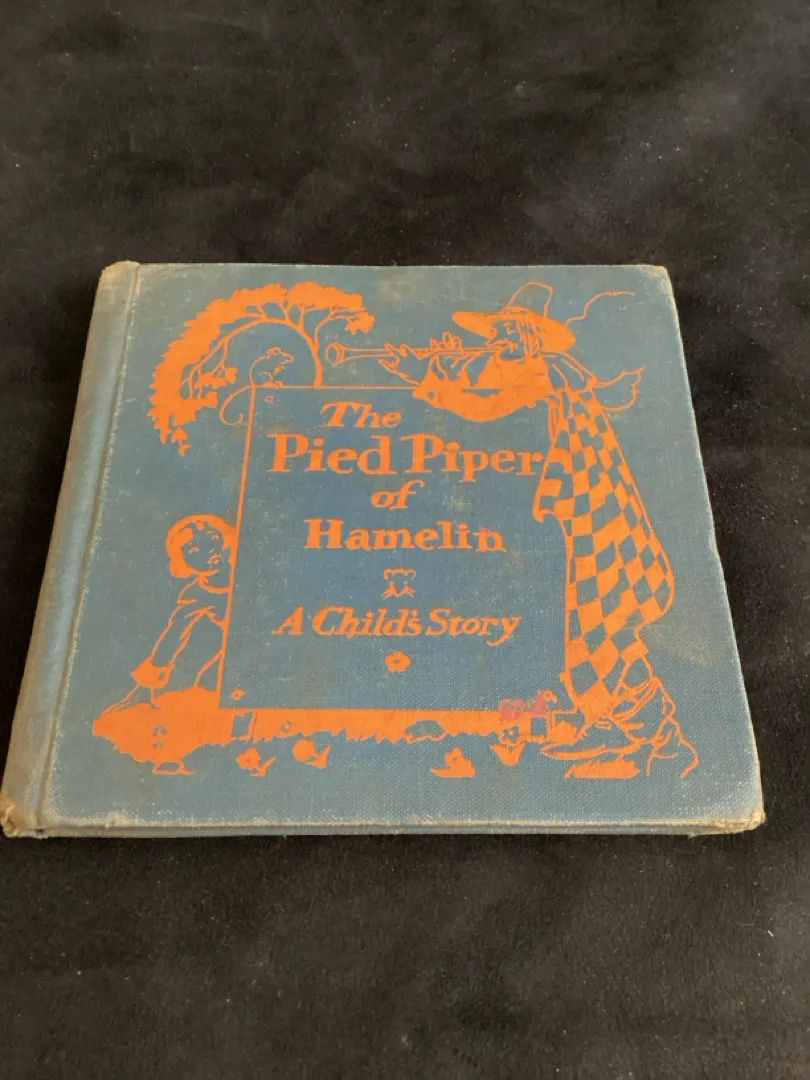 The
Pied Piper
of
Hamelin
A Child's Story